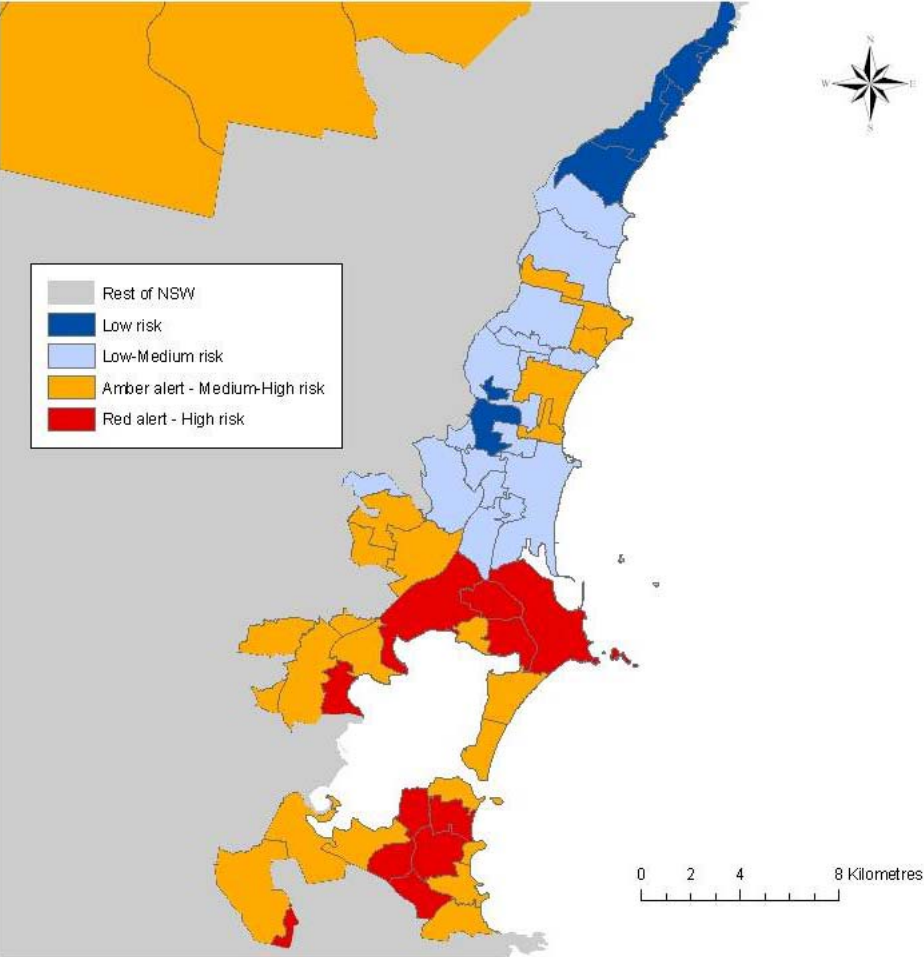 N
W E
S
Rest of NSW
Low risk
Low-Medium risk
Amber alert - Medium-High risk
Red alert - High risk
0 2 4 8 Kilometres